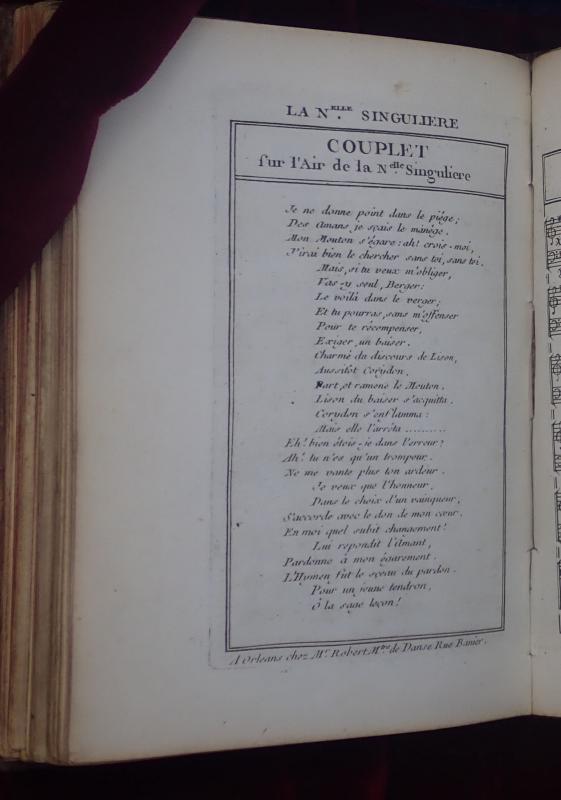 LA N.ELLE SINGULIERE
COUPLET
sur l'Air de la N.elle Singuliere
Je ne donne point dans le piége;
Des Amans je sçais le manége.
Mon Mouton s'égare: ah! crois-moi,
J'irai bien le chercher sans toi, sans toi.
Mais, si tu veux m'obliger,
Vas-y seul, Berger:
Le voilà dans le verger;
Et tu pourras, sans m'offenser
Pour te récompenser,
Exiger un baiser.
Charmé du discours de Lison,
Aussitôt Corydon,
Part, et ramene le Mouton.
Lison du baiser s'acquitta.
Corydon s'enflamma:
Mais elle l'arrêta ..........
Eh! bien étois-je dans l'erreur?
Ah! tu n'es qu'un trompeur.
Ne me vante plus ton ardeur.
Je veux que l'honneur,
Dans le choix d'un vainqueur,
S'accorde avec le don de mon cœur.
En moi quel subit changement!
Lui repondit l'Amant,
Pardonne à mon égarement.
L'Hymen fut le sceau du pardon.
Pour un jeune tendron,
Ô la sage leçon!
A Orleans chez Mr. Robert Mtre de Danse Rue Banier.